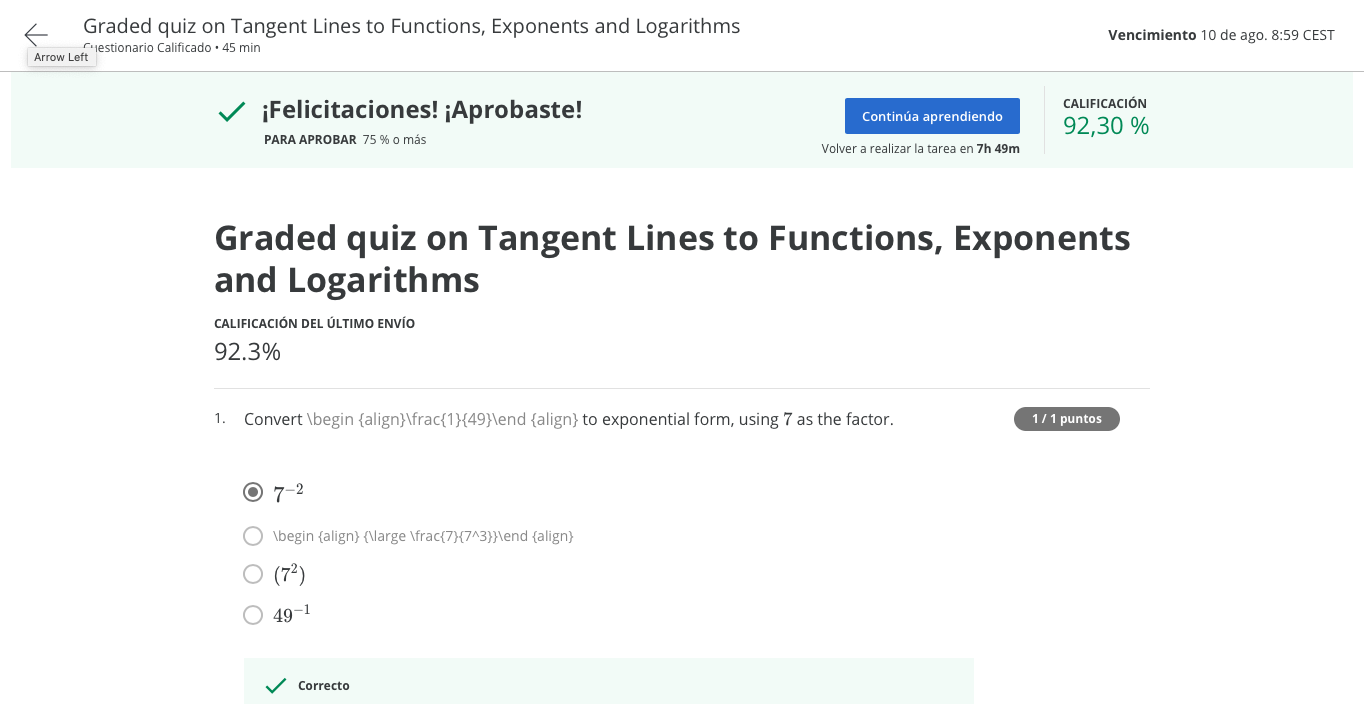 Graded quiz on Tangent Lines to Functions, Exponents and Logarithms
Cuestionario Calificado • 45 min
Arrow Left
Vencimiento 10 de ago. 8:59 CEST
¡Felicitaciones! ¡Aprobaste!
PARA APROBAR 75 % o más
Continúa aprendiendo
Volver a realizar la tarea en 7h 49m
CALIFICACIÓN
92,30 %
Graded quiz on Tangent Lines to Functions, Exponents
and Logarithms
CALIFICACIÓN DEL ÚLTIMO ENVÍO
92.3%
1. Convert \begin {align}\frac{1}{49}\end {align} to exponential form, using 7 as the factor.
1 / 1 puntos
7⁻²
\begin {align} {\large \frac{7}{7^3}}\end {align}
(7²)
49⁻¹
Correcto